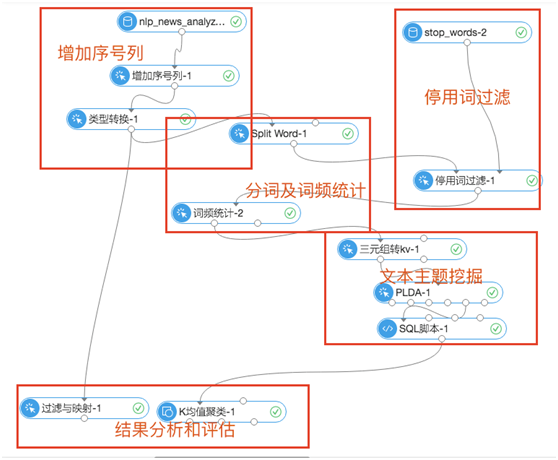 nlp_news_analyz...
stop_words-2
增加序号列
增加序号列-1
停用词过滤
类型转换-1
Split Word-1
停用词过滤-1
分词及词频统计
词频统计-2
三元组转kv-1
文本主题挖掘
PLDA-1
SQL脚本-1
过滤与映射-1
K均值聚类-1
结果分析和评估